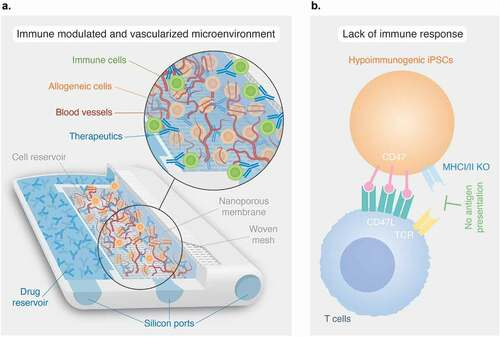 a.
Immune modulated and vascularized microenvironment
Immune cells
Allogeneic cells
Blood vessels
Therapeutics
Cell reservoir
Nanoporous
membrane
Woven
mesh
Drug
reservoir
Silicon ports
b.
Lack of immune response
Hypoimmunogenic iPSCs
CD47
MHCI/II KO
No antigen
presentation
CD47L
TCR
T cells